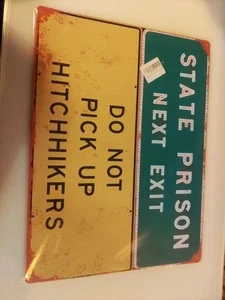 STATE PRISON
NEXT EXIT
DO NOT
PICK UP
HITCHHIKERS